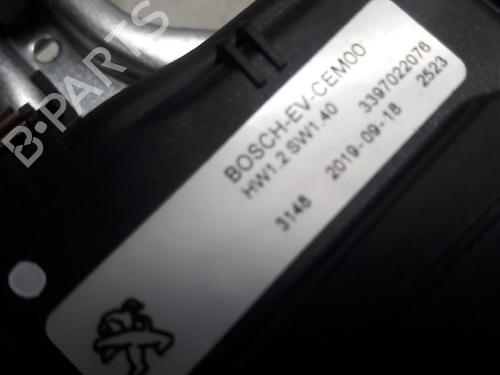 BOSCH-EV-CEM00
HW1.2 SW1.40 3397022076
3148 2019-09-18 2523
B-PARTS